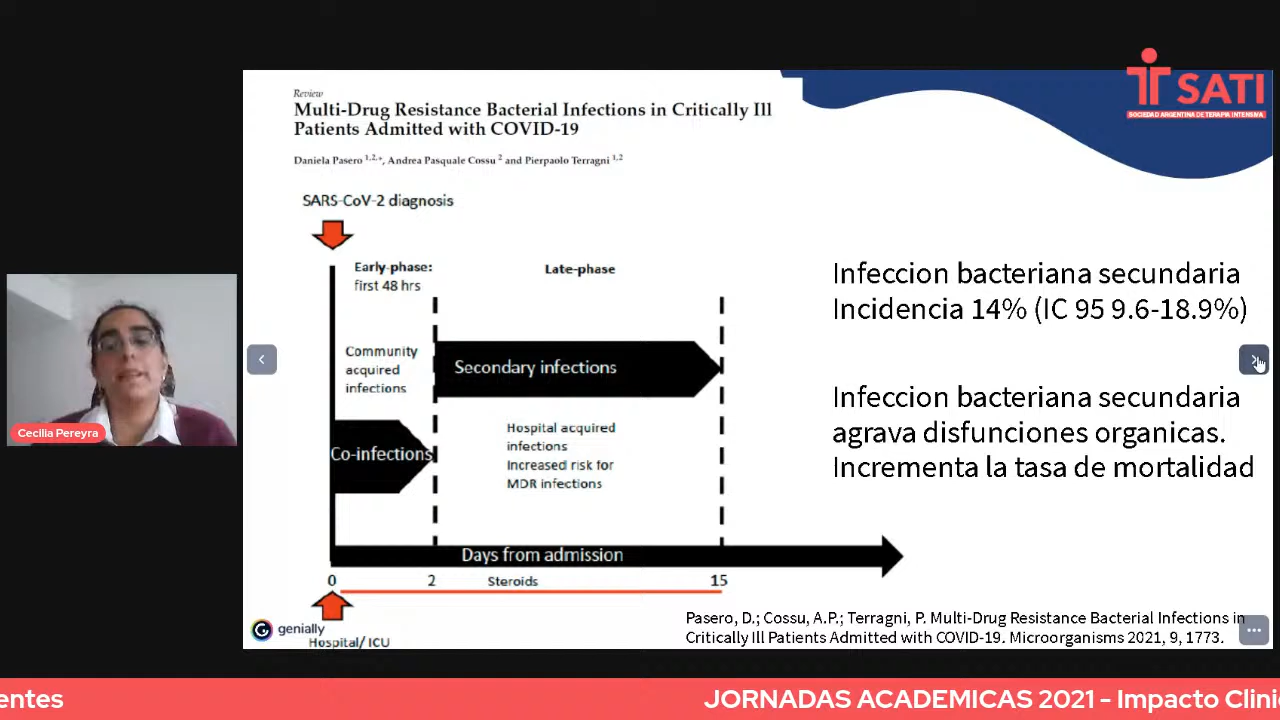 SATI
SOCIEDAD ARGENTINA DE TERAPIA INTENSIVA
Review
Multi-Drug Resistance Bacterial Infections in Critically Ill
Patients Admitted with COVID-19
Daniela Pasero 1,2,*, Andrea Pasquale Cossu 2 and Pierpaolo Terragni 1,2
SARS-CoV-2 diagnosis
Early-phase:
first 48 hrs
Late-phase
Community
acquired
infections
Secondary infections
Co-infections
Hospital acquired
infections
Increased risk for
MDR infections
Days from admission
0
2
Steroids
15
Hospital/ ICU
genially
Infeccion bacteriana secundaria
Incidencia 14% (IC 95 9.6-18.9%)
Infeccion bacteriana secundaria
agrava disfunciones organicas.
Incrementa la tasa de mortalidad
Pasero, D.; Cossu, A.P.; Terragni, P. Multi-Drug Resistance Bacterial Infections in
Critically Ill Patients Admitted with COVID-19. Microorganisms 2021, 9, 1773.
Cecilia Pereyra
entes
JORNADAS ACADEMICAS 2021 - Impacto Clini